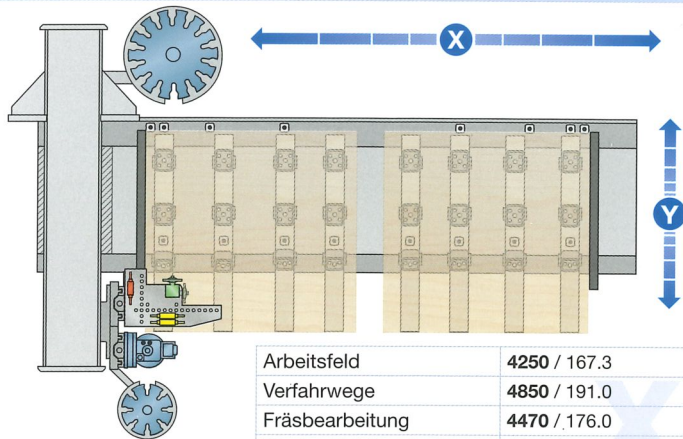 X
Y
Arbeitsfeld 4250 / 167.3
Verfahrwege 4850 / 191.0
Fräsbearbeitung 4470 / 176.0